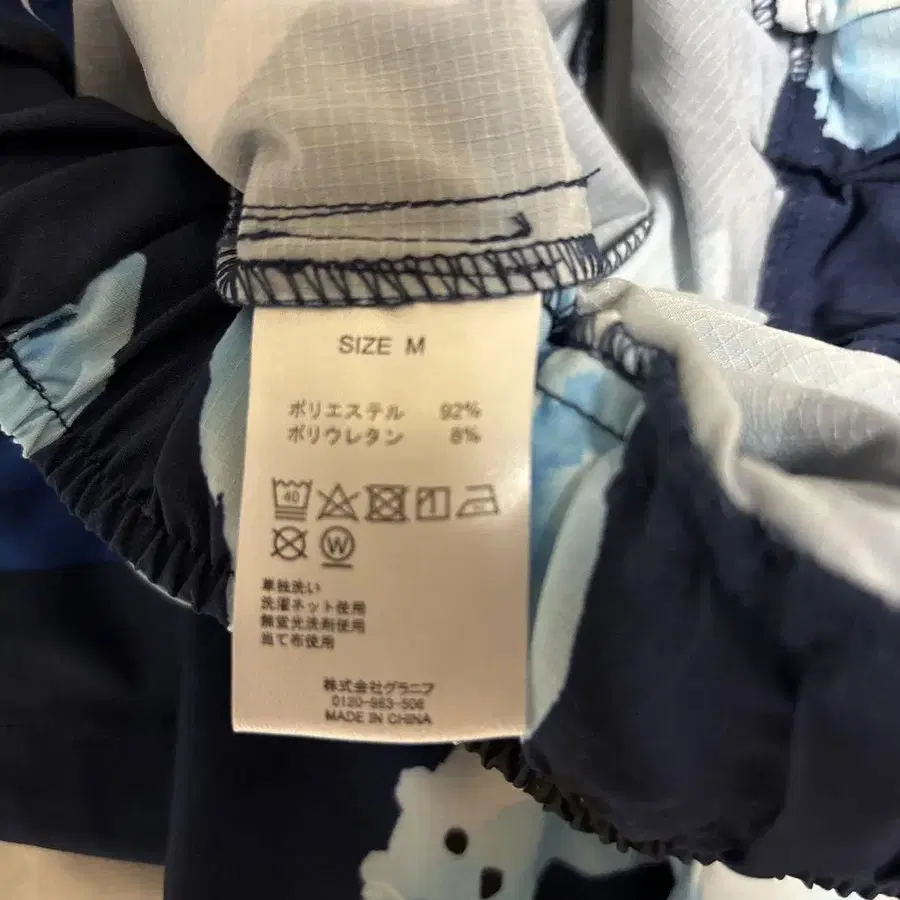 SIZE M
ポリエステル 92%
ポリウレタン 8%
40
W
単独洗い
洗濯ネット使用
無蛍光洗剤使用
当て布使用
株式会社グラニフ
0120-983-508
MADE IN CHINA